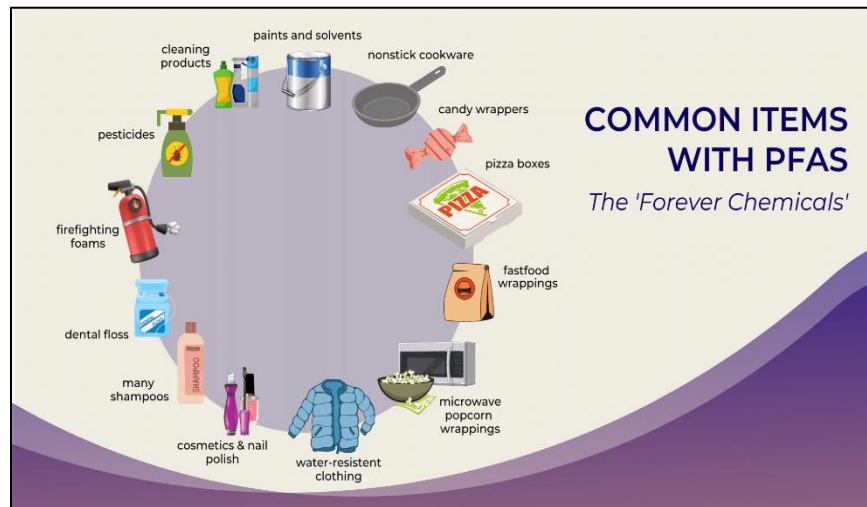 COMMON ITEMS
WITH PFAS
The 'Forever Chemicals'
paints and solvents
nonstick cookware
candy wrappers
pizza boxes
PIZZA
fastfood
wrappings
microwave
popcorn
wrappings
water-resistent
clothing
cosmetics & nail
polish
many
shampoos
SHAMPOO
dental floss
firefighting
foams
pesticides
cleaning
products